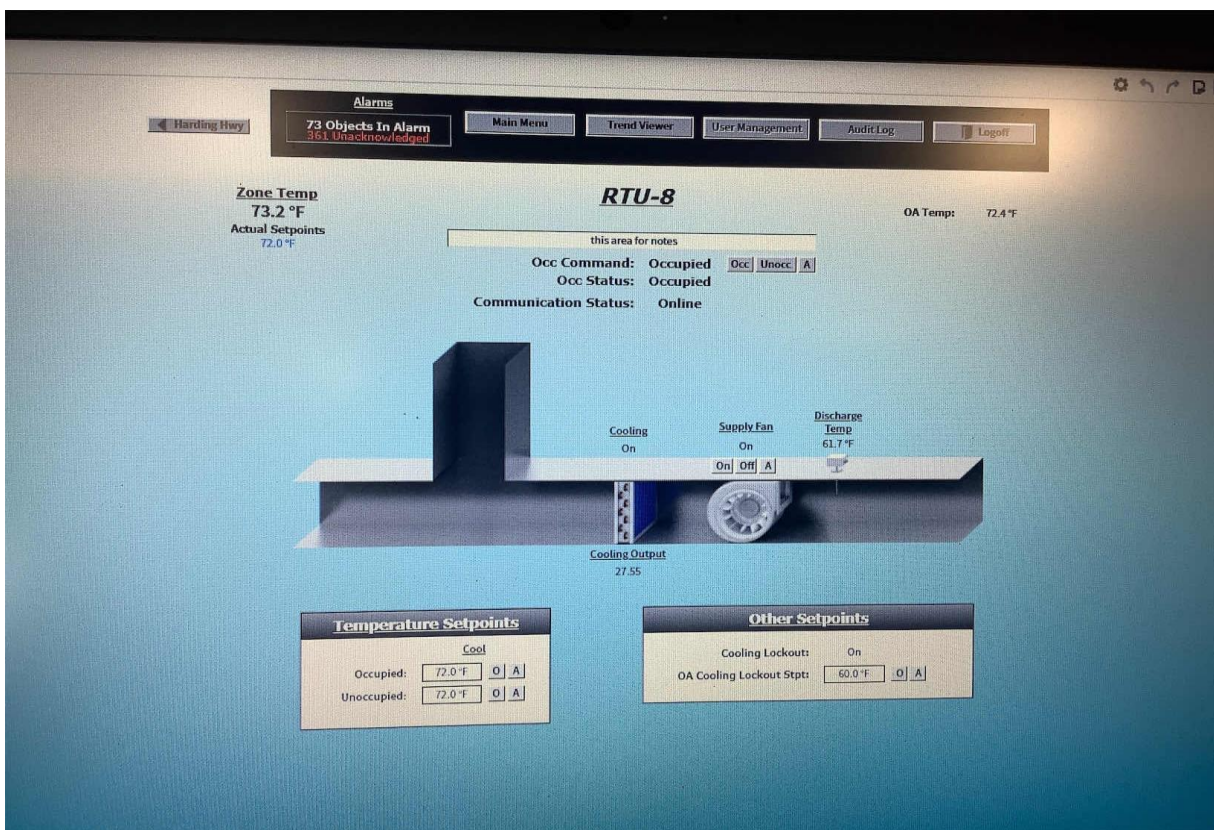 Alarms
Harding Hwy
73 Objects In Alarm
361 Unacknowledged
Main Menu
Trend Viewer
User Management
Audit Log
Logoff
Zone Temp
73.2 °F
Actual Setpoints
72.0 °F
RTU-8
OA Temp: 72.4 °F
this area for notes
Occ Command: Occupied Occ Unocc A
Occ Status: Occupied
Communication Status: Online
Cooling
On
Supply Fan
On
On Off A
Discharge
Temp
61.7 °F
Cooling Output
27.55
Temperature Setpoints
Cool
Occupied: 72.0 °F O A
Unoccupied: 72.0 °F O A
Other Setpoints
Cooling Lockout: On
OA Cooling Lockout Stpt: 60.0 °F O A